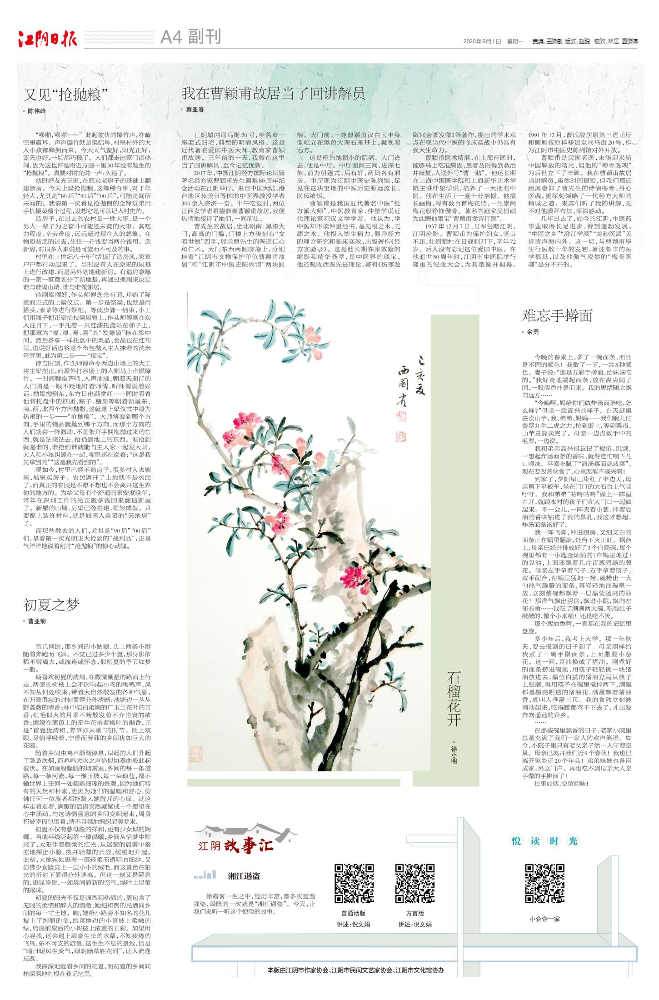 江阴日报
A4 副刊
2020年6月1日 星期一 责编:王晓敏 版式:赵聪 校对:林江 夏晓燕
又见“抢抛粮”
◦ 陈伟峰
“嘭啪,嘭啪——”此起彼伏的爆竹声,在晴
空里震耳。声声爆竹就是集结号,村里村外的大
人小孩都蜂拥而来。今天天气蛮好,阳光正好,
蓝天也好,一切都巧极了。人们都走出家门凑热
闹,因为这也许是附近方圆十里30年没有发生的
“抢抛粮”。真要对时光说一声:久违了。
幼时好友光正家,在原来老房子的基础上翻
建新房。今天上梁抢抛粮,这等稀奇事,对于年
轻人,尤其是“80后”“90后”“00后”,可能是闻所
未闻的。我请第一次看见抢抛粮的金锋堂弟用
手机摄录整个过程,设想它是可以记入村史的。
造房子,在过去的农村是一件大事,是一个
男人一辈子为之奋斗可能还未竟的大事。其吃
力程度、辛劳难度,远远超过现在人的想象。在
物质贫乏的过去,往往一分钱要当两分钱用。造
新房,对很多人来说是可望而不可及的事。
村里在上世纪八十年代刮起了造房风,家家
户户都行动起来了。当时没有人在原来的屋基
上进行改建,而是另外划地建新房。有造房意愿
的一家一家都划分了新地基,再通过抓阄来决定
谁与谁隔山墙,谁与谁做邻居。
待副梁搁好,作头师傅念念有词,开始了隆
重而正式的上梁仪式。第一步是祭梁,也就是用
猪头、素菜等进行祭祀。等此步骤一结束,小工
们用绳子把正梁抬拉到屋脊上,作头师傅则在众
人注目下,一手托着一只红漆托盘站在梯子上,
把那意为“福、禄、寿、喜”的“发禄袋”挂在梁中
间。然后各拿一样托盘中的果品、食品包在红布
里,边说好话边将这个布包抛入主人捧着的洗米
筲箕里,此为第二步——“接宝”。
待吉时到,作头师傅命令两边山墙上的大工
将主梁摆正,而屋外打谷场上的人则马上点燃爆
竹。一时间鞭炮齐鸣,人声鼎沸,朝着天期待的
人们则是一眼不眨地盯着师傅,听师傅说着好
话:抛梁抛到东,东方日出满堂红……同时看着
他将托盘中的糕团、粽子、糖果等朝着新屋东、
南、西、北四个方向抛撒,这就是上梁仪式中最为
热闹的一步——“抢抛粮”。大师傅说到哪个方
向,手里的物品就抛到哪个方向,而那个方向的
人们就会一阵激动,不是张开手拥抱抛过来的东
西,就是钻来钻去,抢扔到地上的东西。谁抢到
就是谁的,谁抢到谁就能与主人家一起发大财。
大人和小孩纠缠在一起,嘴里还在说着:“这是我
先拿到的”“这是我先看到的”。
现如今,村里已经不造房子,很多村人去镇
里、城里买房子。农民离开了土地就不是农民
了,而真正的农民是不愿不想也不会离开这生养
他的地方的。为给父母有个舒适的家安度晚年,
常年在深圳工作的光正就拿钱回来翻造新屋
了。新屋的山墙、房梁已经搭建,框架成型。只
要配上装修材料,就是城里人羡慕的“天地房”
了。
而那些散去的人们,尤其是“90后”“00后”
们,拿着第一次光明正大抢到的“战利品”,正喜
气洋洋地说着刚才“抢抛粮”的惊心动魄。
初夏之梦
◦ 曹亚菊
曾几何时,那乡间的小姑娘,头上两条小辫
随着奔跑而飞舞。不觉已过多少个夏,那身影依
稀不曾离去,或流连或怀念,似初夏的季节如梦
一般。
最喜欢初夏的清晨,在微微潮湿的路面上行
走,两旁的树枝上会不时响起小鸟的啾鸣声,风
不知从何处吹来,带着大自然散发的各种气息,
在万籁俱寂的时刻显得分外清晰:池塘边一丛丛
野蔷薇的清香;林中洁白柔嫩的广玉兰花叶的芳
香;红艳似火的月季不断散发着不弃尘寰的浓
香;缠绕在篱笆上的牵牛花掺着嫩叶的幽香,正
是“首夏犹清和,芳草亦未歇”的时节。闭上双
眼,尽情呼吸着,宁静而芳菲的乡间犹如巨大的
花园。
随着乡间虫鸣声渐渐停息,早起的人们升起
了袅袅炊烟,而鸡鸣犬吠之声恰似协奏曲般此起
彼伏。在如画般朦胧的烟雾里,乡间的每一条道
路,每一条河流,每一棵玉枝,每一朵琼苞,都不
输世界上任何一处精雕细琢的景观,因为她们特
有的天然和朴素,更因为她们的温暖和舒心,仿
佛任何一位旅者都能踏入她敞开的心扉。就这
样走着走着,满腹的话语突然凝聚成一个愿望在
心中涌动,与这诗情画意的乡间交织起来,周身
都被幸福包围着,情不自禁地编织起美梦来。
初夏不仅有慈母般的祥和,更有少女似的婀
娜。当地平线泛起第一缕晨曦,乡间从恬梦中醒
来了,太阳伴着微微的红光,从迷蒙的晨雾中羞
涩地探出小脸,拨开轻薄的云层,缓缓地升起。
此刻,大地宛如裹着一层轻柔而透明的细纱,又
仿佛少女脸庞上一层小小的绒毛,而这景色在阳
光的折射下显得分外迷离。但这一刻又是瞬息
的,更显珍贵,一如晨间清新的空气,绿叶上晶莹
的露珠。
初夏的阳光不仅是强烈和热情的,更包含了
无限的柔情和醉人的清澈,她把和煦的光洒向乡
间的每一寸土地。瞧,她给小路旁不知名的花儿
披上了绚丽的金,给菜地边的小草披上柔嫩的
绿,给房前屋后的小树披上浓重的五彩。如果用
心寻找,还会遇上肆意生长的水草,不知疲倦的
飞鸟,乐不可支的游鱼,这生生不息的景致,恰是
“晴日暖风生麦气,绿阴幽草胜花时”,让人流连
忘返。
我深深地爱着乡间的初夏,而初夏的乡间同
样深深地扎根在我记忆里。
我在曹颖甫故居当了回讲解员
◦ 蔡亚春
江阴城内司马街20号,坐落着一
座老式旧宅,典型的明清风格。这是
近代著名爱国中医大师、教育家曹颖
甫故居。三年前的一天,我曾在这里
当了回讲解员,至今记忆犹新。
2017年,中国江阴经方国际论坛暨
著名经方家曹颖甫先生遇难80周年纪
念活动在江阴举行。来自中国大陆、港
台地区及美日等国的中医界教授学者
300余人济济一堂。中午吃饭时,两位
江西女学者希望参观曹颖甫故居,我便
热情地接待了她们,一同前往。
曹先生的故居,坐北朝南,黑漆大
门,高高的门槛,门楼上方砖刻有“文
昭世德”四字,显示曹先生的医道仁心
和仁术。大门东西两侧院墙上,分别
挂有“江阴市文物保护单位曹颖甫故
居”和“江阴市中医史陈列馆”两块匾
额。大门前,一尊曹颖甫汉白玉半身
像屹立在黑色大理石座基上,凝视着
远方。
这是座占地很小的院落。大门进
去,便是中厅。中厅面阔三间,进深七
架,前为船篷式,后有轩,两侧各有厢
房。中厅现为江阴中医史陈列馆,足
见在这块宝地的中医历史源远流长,
医风浓郁。
曹颖甫是我国近代著名中医“经
方派大师”、中医教育家、仲景学说近
代理论家和汉文学学者。他认为,学
中医却不读仲景经书,是无根之木、无
源之水。他投入毕生精力,倡导经方
的理论研究和临床实效,出版著作《经
方实验录》。这是他长期临床效验的
缩影和精华荟萃,是中医界的瑰宝。
他还吸收西医先进理论,著有《伤寒发
微》《金匮发微》等著作,提出的学术观
点在现当代中医的临床实战中仍具有
强大生命力。
曹颖甫医术精湛,在上海行医时,
能够马上吃准病因,患者及时得到救治
并康复,人送外号“曹一贴”。他还长期
在上海中国医学院和上海新华艺术学
院主讲仲景学说,培养了一大批名中
医。他在生活上一度十分拮据。他擅
长画梅,写有数百首梅花诗,一生崇尚
梅花般铮铮傲骨。著名书画家吴昌硕
为此赠他墨宝“曹颖甫卖诗行医”。
1937年12月7日,日军侵略江阴,
江阴沦陷。曹颖甫为保护妇女,坚贞
不屈,壮烈牺牲在日寇刺刀下,享年72
岁。后人没有忘记这位爱国中医。在
他逝世50周年时,江阴市中医院举行
隆重的纪念大会,为其塑像并揭幕。
1991年12月,曹氏故居原第三进正厅
和侧厢按原样移建至司马街20号,作
为江阴市中医史陈列馆对外开放。
曹颖甫是民国名医,未能迎来新
中国解放的曙光,但他的“梅骨医魂”
为后世立下了丰碑。我在曹颖甫故居
当讲解员,虽然时间很短,但我们都近
距离瞻仰了曹先生的诗情梅骨、丹心
医魂,更深刻领略了一代经方大师的
精诚之道。来宾们听了我的讲解,无
不对他膜拜有加,深深感动。
几年过去了,如今的江阴,中医药
事业取得长足进步,得到蓬勃发展。
“中医之乡”“澄江学派”“龙砂医派”美
誉蜚声海内外。这一切,与曹颖甫毕
生行医数十年的发轫,著述颇丰的医
学根基,以及他傲气凌然的“梅骨医
魂”是分不开的。
石榴花开
◦ 徐小明
难忘手擀面
◦ 余勇
今晚的餐桌上,多了一碗面条,而且
是不同的颜色!我数了一下,一共5种颜
色。妻子说:“那是五彩手擀面,给妹妹吃
的。”我好奇地端起面条,放在鼻尖闻了
闻,一股清香扑鼻而来。我的思绪随之飘
向远方……
“今晚啊,妈给你们做炸汤面条吃,怎
么样?”母亲一脸高兴的样子。白天赶集
去卖山芋,我、弟弟、妈妈——我们娘儿仨
费尽九牛二虎之力,拉到街上,等到罢市,
山芋总算卖完了。母亲一边点数手中的
毛票,一边说。
我和弟弟高兴得忘记了疲倦、饥饿,
一想起炸汤面条的香味,就得连忙咽下几
口唾沫。平素吃腻了“清汤寡面就咸菜”,
现在要改善伙食了,心里怎能不高兴啊!
到家了,夕阳早已染红了半边天,母
亲撂下平板车,坐在门口的大石台上气喘
吁吁。我和弟弟“咕咚咕咚”灌上一阵温
白开,就跟本村的孩子们在大门口一起疯
起来。不一会儿,一阵夹着小葱、伴着豆
油的香味钻进了我的鼻孔,我这才想起,
炸汤面条该好了。
我一阵飞奔,冲进厨房,又细又白的
面条正在锅里翻滚,灶台下火正旺。锅台
上,母亲已经并排放好了3个白瓷碗,每个
碗里都有一小匙金灿灿的(在锅里炼过)
的豆油,上面还飘着几片青葱碧绿的葱
花。母亲左手拿着勺子,右手拿着筷子,
双手配合,在锅里猛地一捞,就捞出一大
勺热气腾腾的面条,再轻轻地往碗里一
放,立刻整碗都飘着一层晶莹透亮的油
花!那香气飘出厨房,飘进小院,飘向左
邻右舍……我吃了满满两大碗,吃得肚子
鼓鼓的,像个小水桶!还是吃不厌。
那个葱油香啊,一直都在我的记忆里
盘旋。
多少年后,我考上大学。那一年秋
天,要去报到的日子到了。母亲照样给
我煮了一碗手擀面条,上面撒些小葱
花。这一回,豆油换成了猪油。刚煮好
的面条捞进碗里,用筷子轻轻挑一块猪
油放进去,晶莹白腻的猪油立马从筷子
上脱落,再用筷子在碗里搅拌两下,满碗
都是晶亮剔透的猪油花,满屋飘着猪油
香,真叫人垂涎三尺。我的食欲立刻被
调动起来,吃得腰都弯不下去了,才出发
奔向遥远的异乡。
……
在那些碗里飘香的日子,老家小院里
总是充满了我们一家人的欢声笑语。如
今,小院子里只有老父亲孑然一人守着空
巢。母亲已离开我们近9个春秋!我也已
离开家乡近20个年头!弟弟妹妹也各自
成家,另立门户。再也吃不到母亲大人亲
手做的手擀面了!
往事如烟,空留回味!
江阴故事汇
湘江遇盗
徐霞客一生之中,经历丰富,曾多次遭遇
强盗,最险的一次就是“湘江遇盗”。今天,让
我们来听一听这个惊险的故事。
普通话版
讲述:倪文娟
方言版
讲述:倪文娟
悦读时光
小企企一家
本版由江阴市作家协会、江阴市民间文艺家协会、江阴市文化馆协办